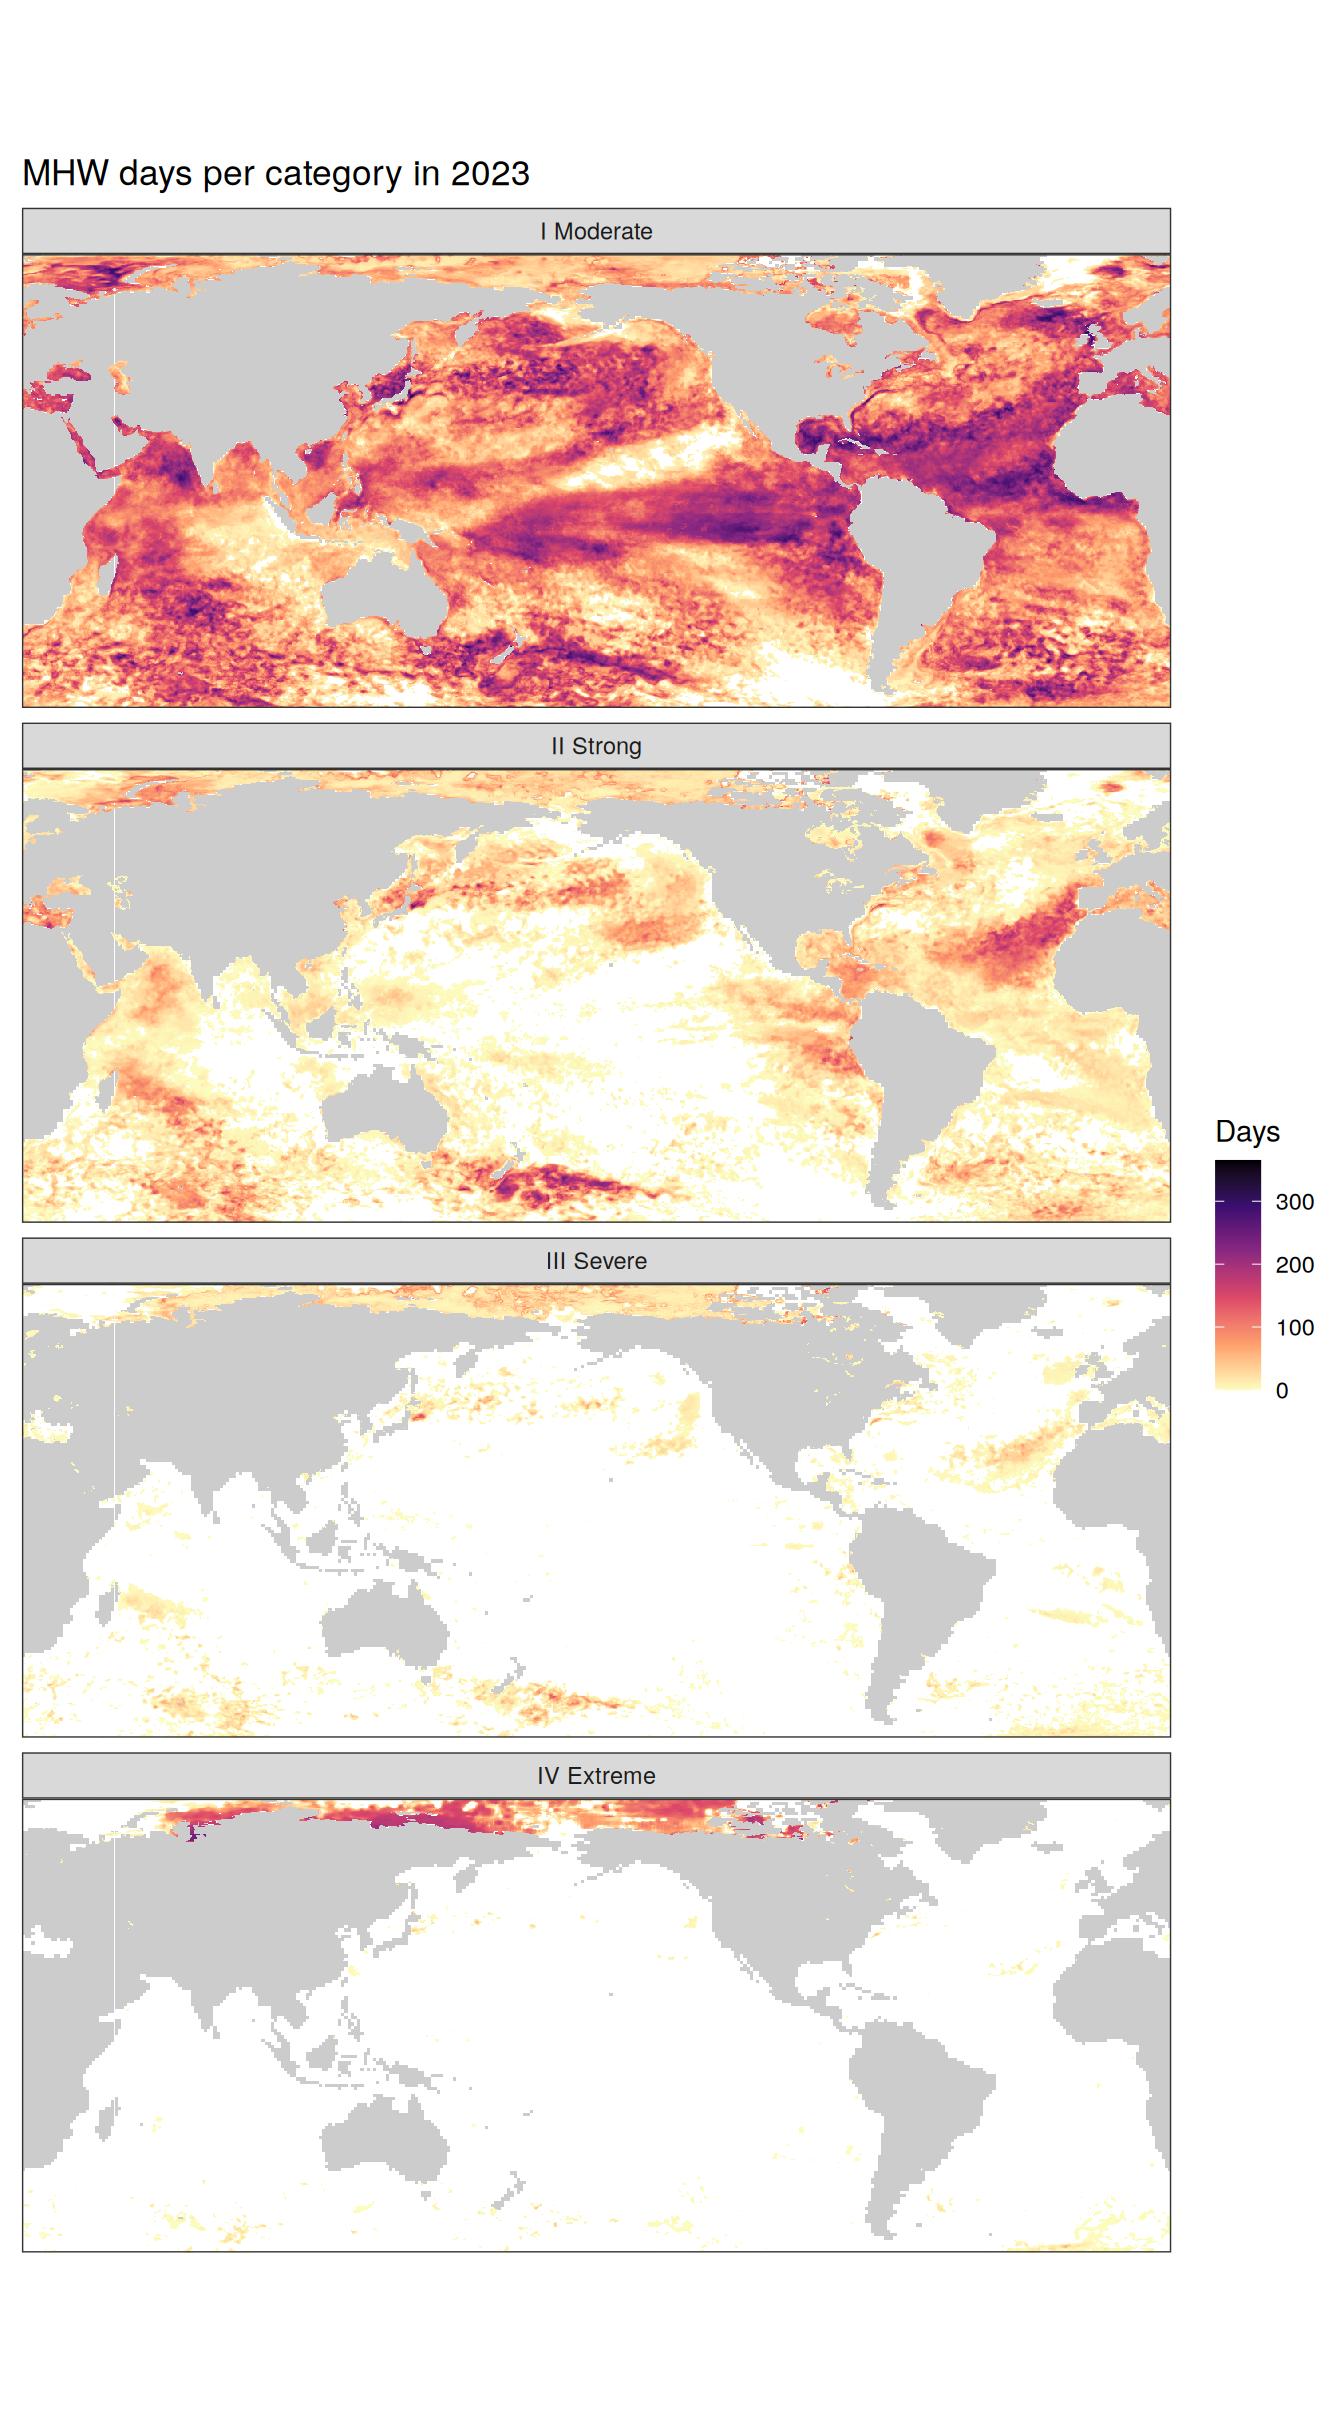 MHW days per category in 2023
I Moderate
II Strong
III Severe
IV Extreme
Days
300
200
100
0